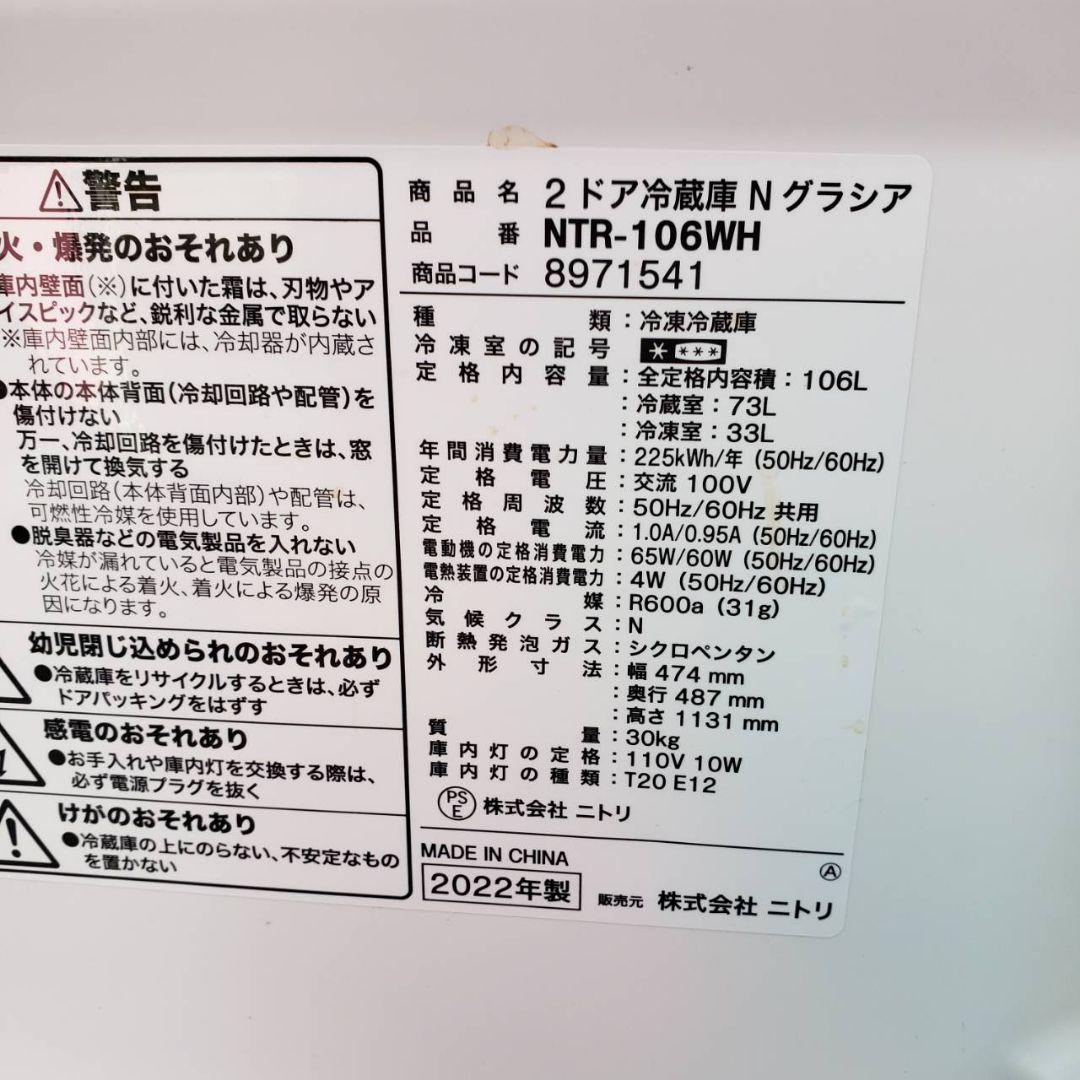 警告
火・爆発のおそれあり
庫内壁面(※)に付いた霜は、刃物やア
イスピックなど、鋭利な金属で取らない
※庫内壁面内部には、冷却器が内蔵さ
れています。
●本体の本体背面(冷却回路や配管)を
傷付けない
万一、冷却回路を傷付けたときは、窓
を開けて換気する
冷却回路(本体背面内部)や配管は、
可燃性冷媒を使用しています。
●脱臭器などの電気製品を入れない
冷媒が漏れていると電気製品の接点の
火花による着火、着火による爆発の原
因になります。
幼児閉じ込められのおそれあり
●冷蔵庫をリサイクルするときは、必ず
ドアパッキングをはずす
感電のおそれあり
●お手入れや庫内灯を交換する際は、
必ず電源プラグを抜く
けがのおそれあり
●冷蔵庫の上にのらない、不安定なもの
を置かない
商品名 2ドア冷蔵庫 N グラシア
品番 NTR-106WH
商品コード 8971541
種類:冷凍冷蔵庫
冷凍室の記号 * ***
定格内容量:全定格内容積:106L
:冷蔵室:73L
:冷凍室:33L
年間消費電力量:225kWh/年 (50Hz/60Hz)
定格電圧:交流 100V
定格周波数:50Hz/60Hz 共用
定格電流:1.0A/0.95A (50Hz/60Hz)
電動機の定格消費電力:65W/60W (50Hz/60Hz)
電熱装置の定格消費電力:4W (50Hz/60Hz)
冷媒:R600a (31g)
気候クラス:N
断熱発泡ガス:シクロペンタン
外形寸法:幅 474 mm
:奥行 487 mm
:高さ 1131 mm
質量:30kg
庫内灯の定格:110V 10W
庫内灯の種類:T20 E12
PSE 株式会社 ニトリ
MADE IN CHINA
Ⓐ
2022年製 販売元 株式会社 ニトリ